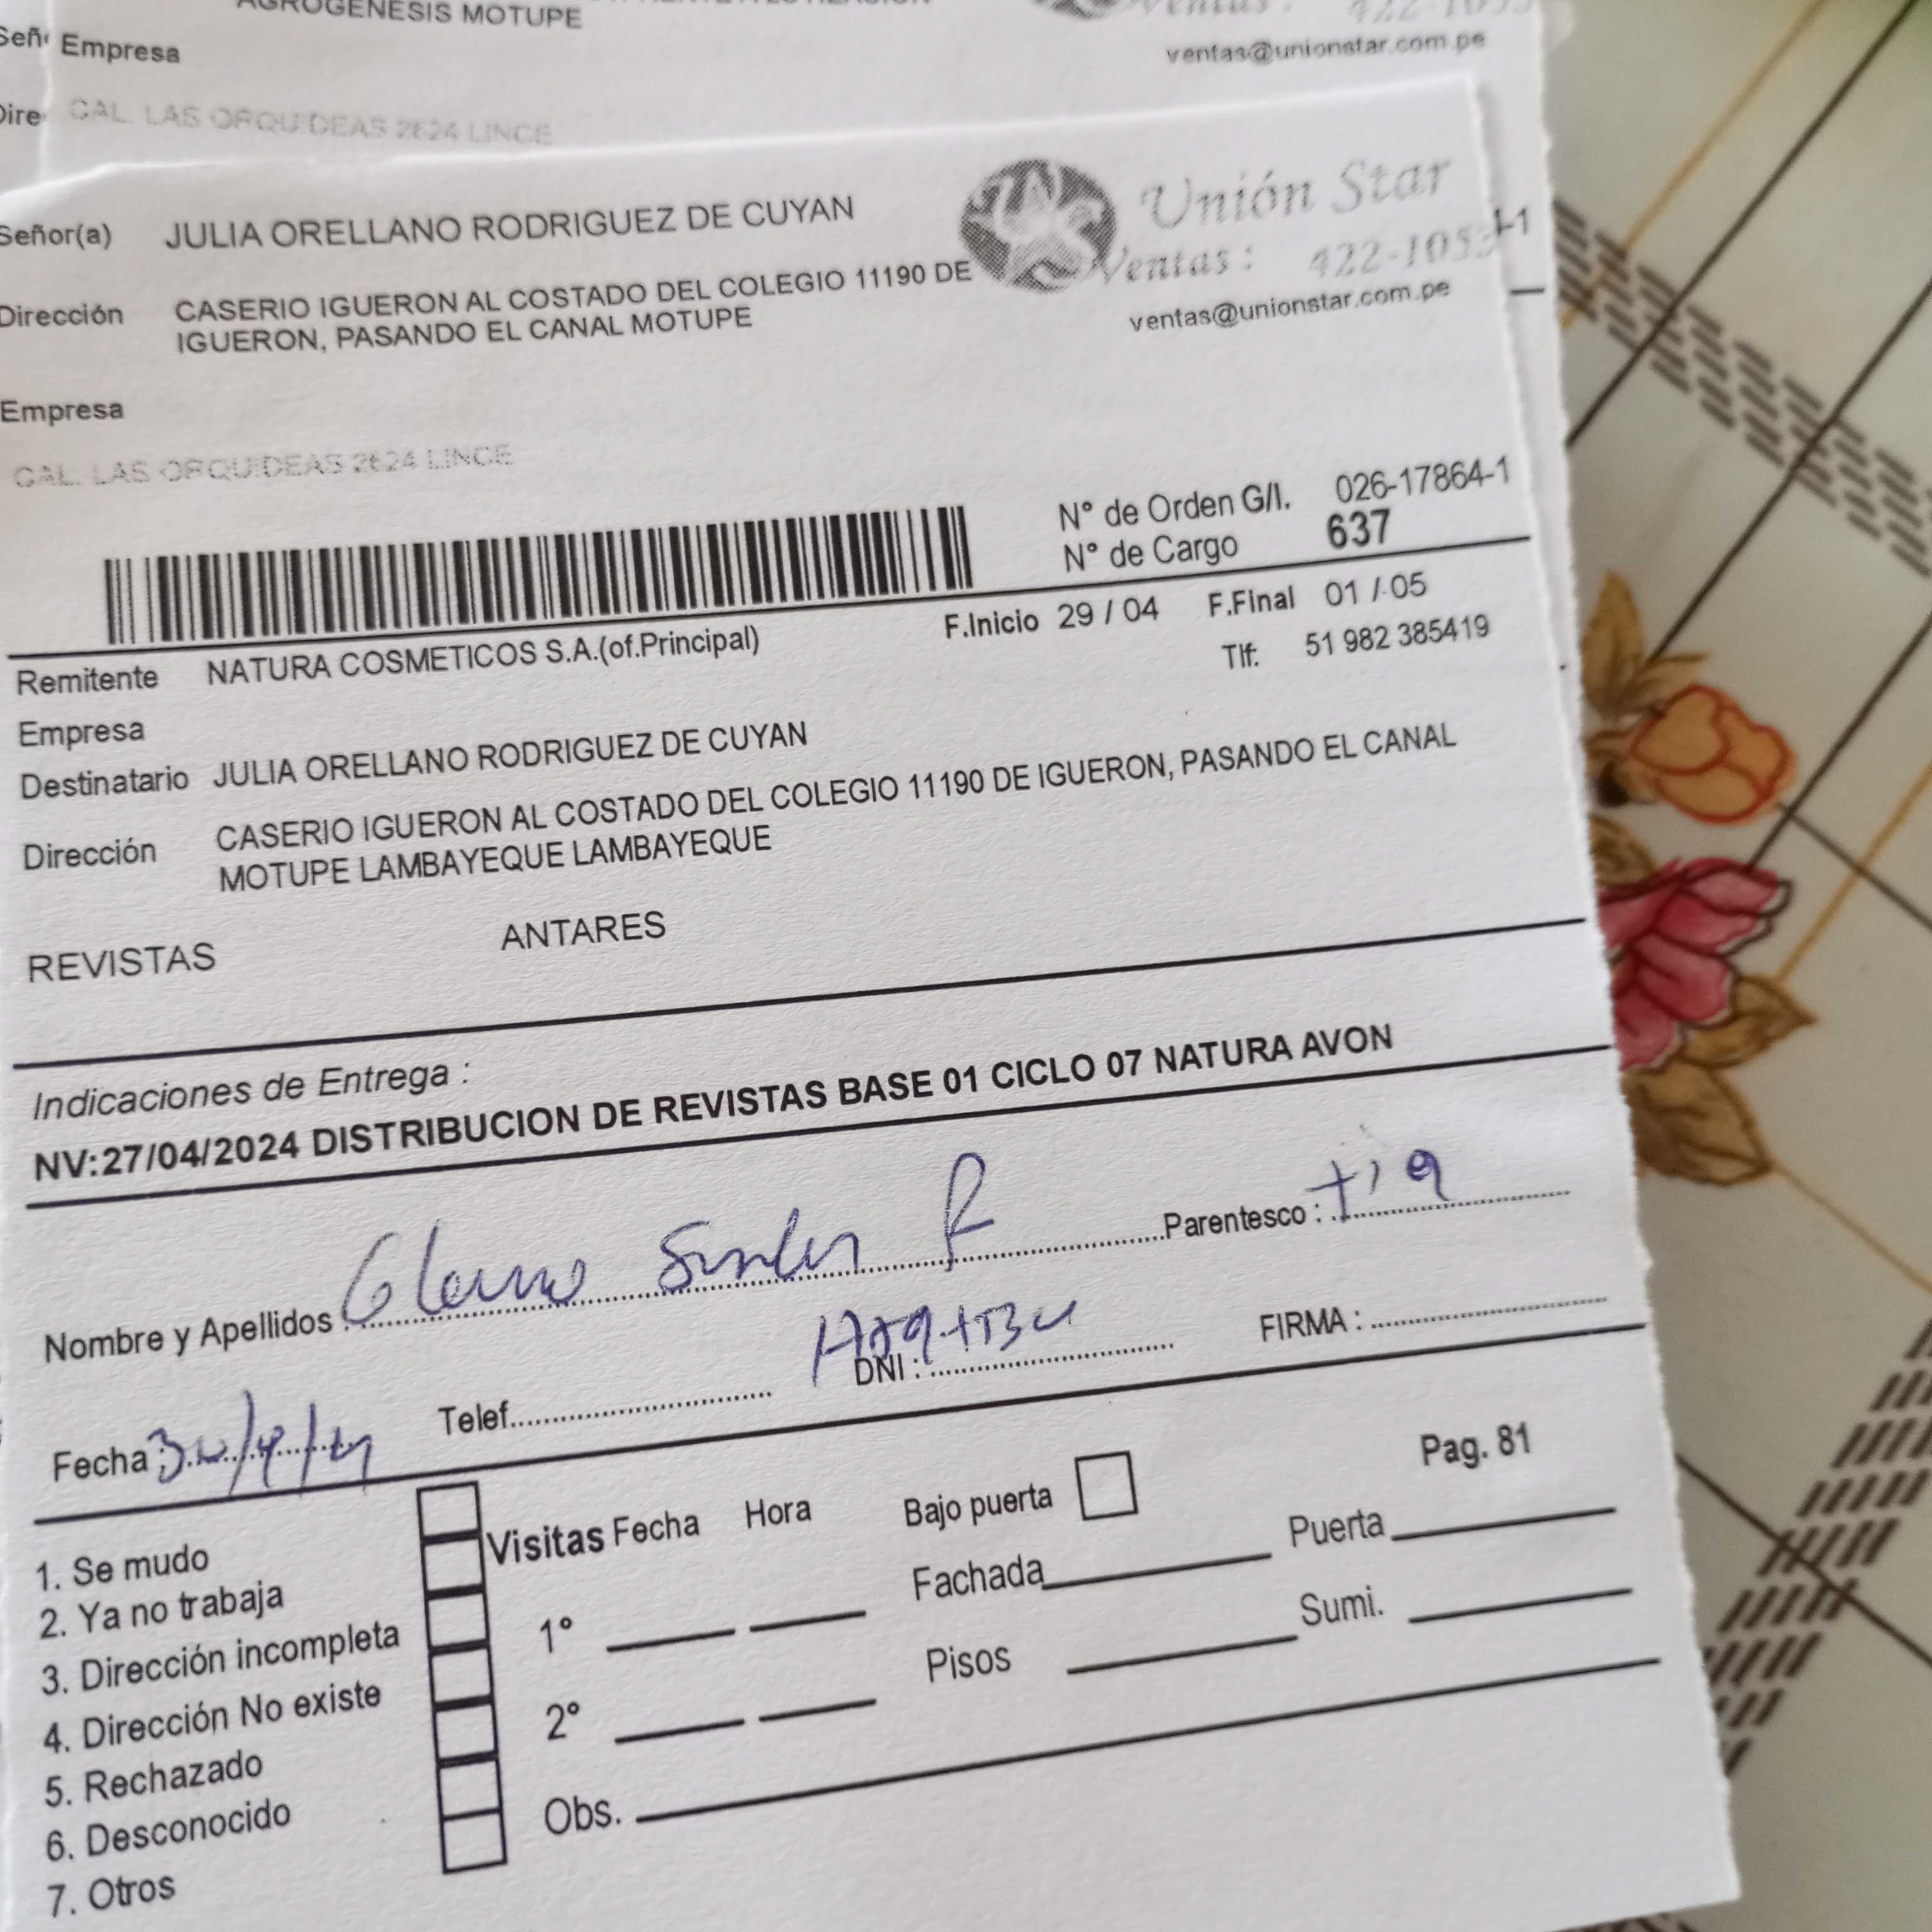 AGROGENESIS MOTUPE
Empresa
ventas@unionstar.com.pe
CAL. LAS ORQUIDEAS 2624 LINCE
Señor(a) JULIA ORELLANO RODRIGUEZ DE CUYAN
Unión Star
Ventas :
Dirección CASERIO IGUERON AL COSTADO DEL COLEGIO 11190 DE
IGUERON, PASANDO EL CANAL MOTUPE
ventas@unionstar.com.pe
Empresa
CAL. LAS ORQUIDEAS 2624 LINCE
N° de Orden G/I. 026-17864-1
N° de Cargo 637
F.Inicio 29 / 04 F.Final 01 / 05
Remitente NATURA COSMETICOS S.A.(of.Principal) Tlf: 51 982 385419
Empresa
Destinatario JULIA ORELLANO RODRIGUEZ DE CUYAN
Dirección CASERIO IGUERON AL COSTADO DEL COLEGIO 11190 DE IGUERON, PASANDO EL CANAL
MOTUPE LAMBAYEQUE LAMBAYEQUE
REVISTAS ANTARES
Indicaciones de Entrega :
NV:27/04/2024 DISTRIBUCION DE REVISTAS BASE 01 CICLO 07 NATURA AVON
Nombre y Apellidos : Parentesco : tia
Fecha : Telef. DNI : FIRMA :
Pag. 81
1. Se mudo
2. Ya no trabaja
3. Dirección incompleta
4. Dirección No existe
5. Rechazado
6. Desconocido
7. Otros
Visitas Fecha Hora
1°
2°
Obs.
Bajo puerta
Fachada Puerta
Pisos Sumi.